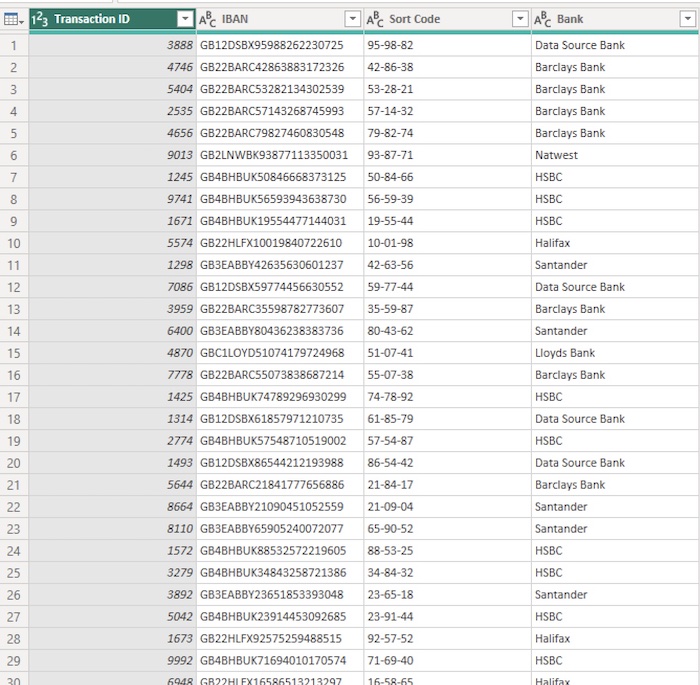 123 Transaction ID ABC IBAN ABC Sort Code ABC Bank
1 3888 GB12DSBX95988262230725 95-98-82 Data Source Bank
2 4746 GB22BARC42863883172326 42-86-38 Barclays Bank
3 5404 GB22BARC53282134302539 53-28-21 Barclays Bank
4 2535 GB22BARC57143268745993 57-14-32 Barclays Bank
5 4656 GB22BARC79827460830548 79-82-74 Barclays Bank
6 9013 GB2LNWBK93877113350031 93-87-71 Natwest
7 1245 GB4BHBUK50846668373125 50-84-66 HSBC
8 9741 GB4BHBUK56593943638730 56-59-39 HSBC
9 1671 GB4BHBUK19554477144031 19-55-44 HSBC
10 5574 GB22HLFX10019840722610 10-01-98 Halifax
11 1298 GB3EABBY42635630601237 42-63-56 Santander
12 7086 GB12DSBX59774456630552 59-77-44 Data Source Bank
13 3959 GB22BARC35598782773607 35-59-87 Barclays Bank
14 6400 GB3EABBY80436238383736 80-43-62 Santander
15 4870 GBC1LOYD51074179724968 51-07-41 Lloyds Bank
16 7778 GB22BARC55073838687214 55-07-38 Barclays Bank
17 1425 GB4BHBUK74789296930299 74-78-92 HSBC
18 1314 GB12DSBX61857971210735 61-85-79 Data Source Bank
19 2774 GB4BHBUK57548710519002 57-54-87 HSBC
20 1493 GB12DSBX86544212193988 86-54-42 Data Source Bank
21 5644 GB22BARC21841777656886 21-84-17 Barclays Bank
22 8664 GB3EABBY21090451052559 21-09-04 Santander
23 8110 GB3EABBY65905240072077 65-90-52 Santander
24 1572 GB4BHBUK88532572219605 88-53-25 HSBC
25 3279 GB4BHBUK34843258721386 34-84-32 HSBC
26 3892 GB3EABBY23651853393048 23-65-18 Santander
27 5042 GB4BHBUK23914453092685 23-91-44 HSBC
28 1673 GB22HLFX92575259488515 92-57-52 Halifax
29 9992 GB4BHBUK71694010170574 71-69-40 HSBC
30 6948 GB22HLFX16586513213297 16-58-65 Halifax